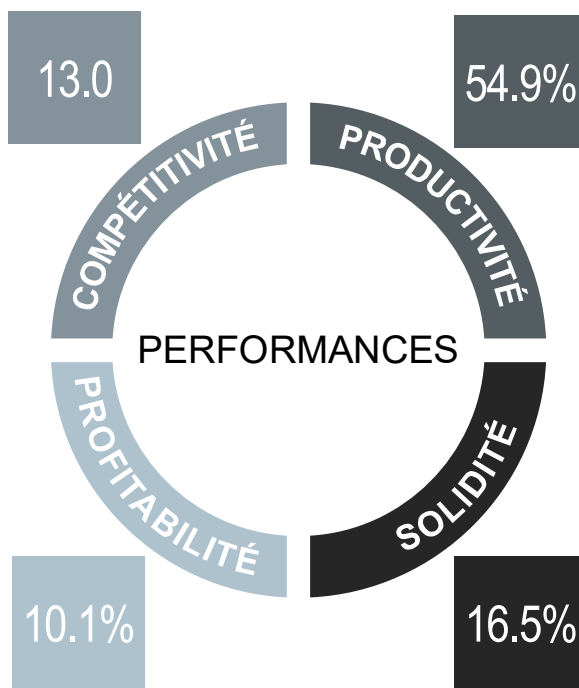 13.0
54.9%
COMPÉTITIVITÉ
PRODUCTIVITÉ
PERFORMANCES
PROFITABILITÉ
SOLIDITÉ
10.1%
16.5%